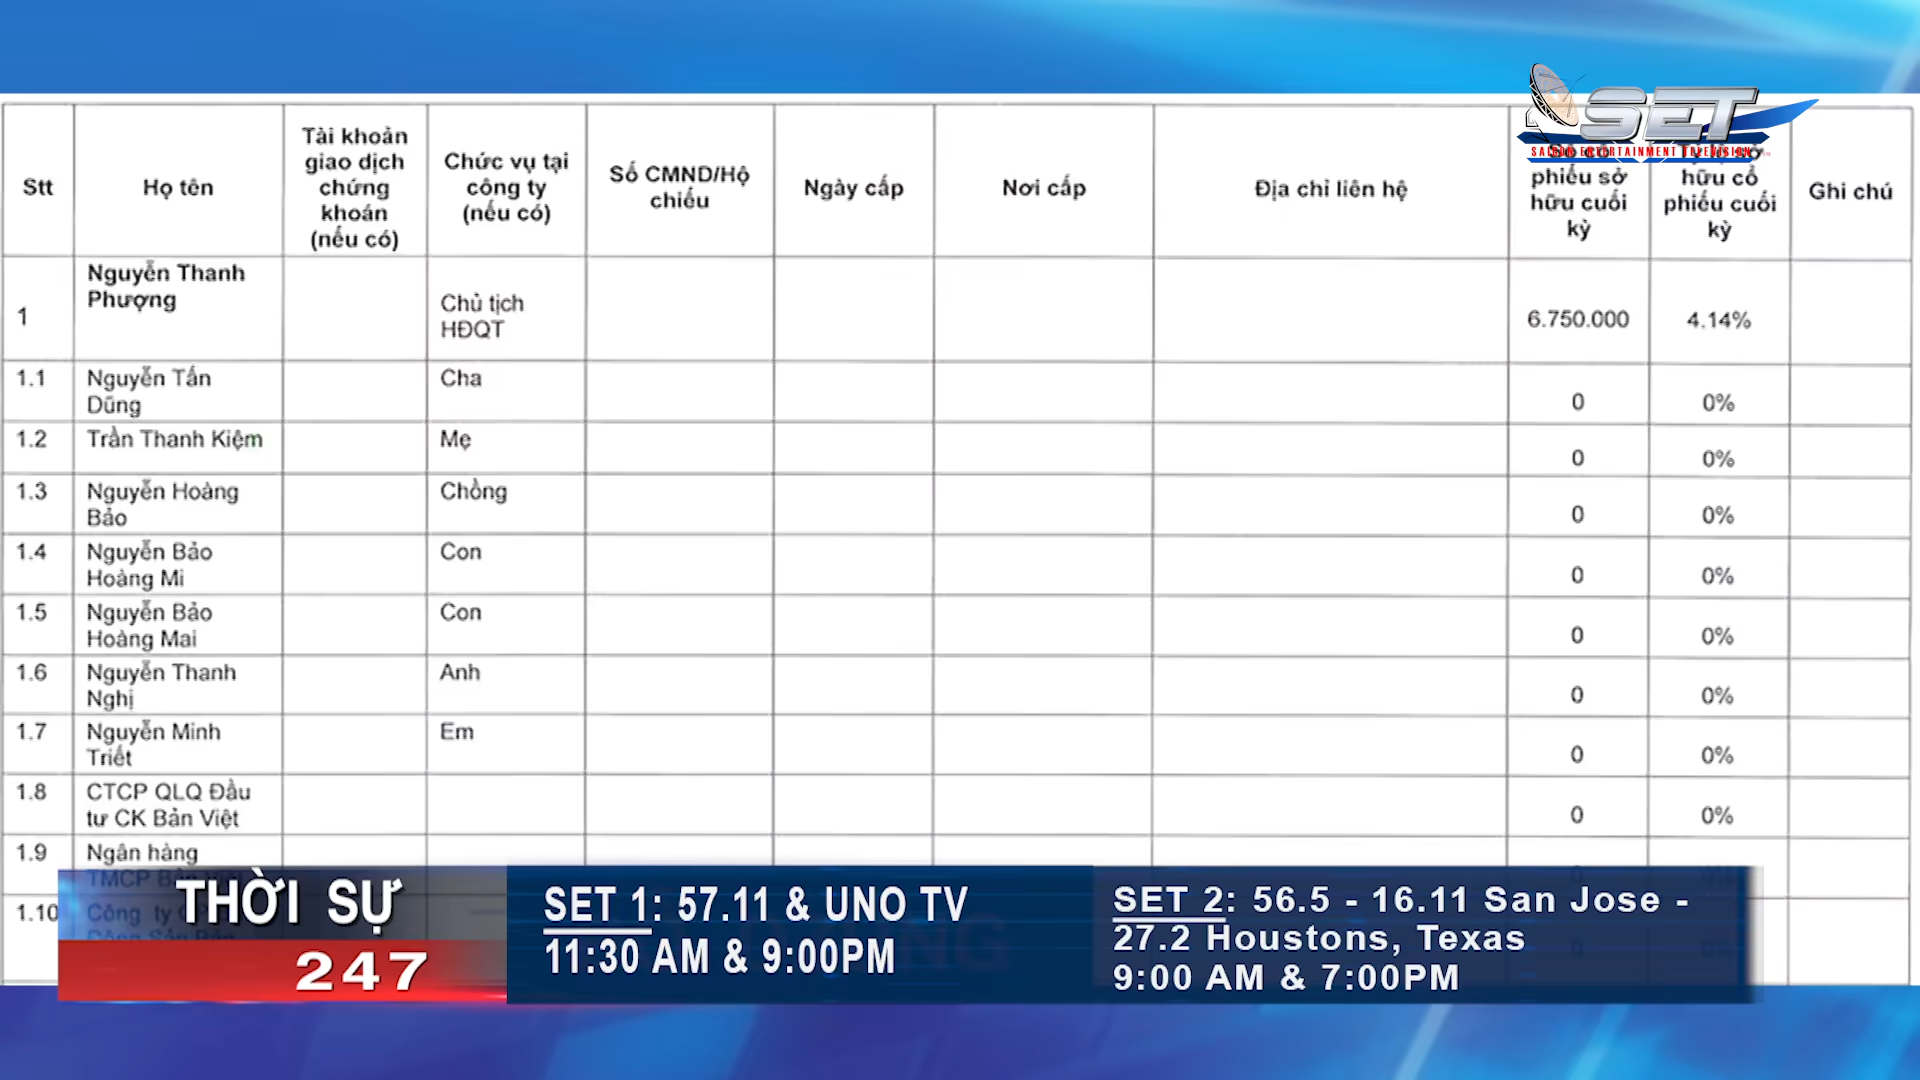 SET
SAIGON ENTERTAINMENT TELEVISION
Stt
Họ tên
Tài khoản
giao dịch
chứng
khoán
(nếu có)
Chức vụ tại
công ty
(nếu có)
Số CMND/Hộ
chiếu
Ngày cấp
Nơi cấp
Địa chỉ liên hệ
phiếu sở
hữu cuối
kỳ
hữu cổ
phiếu cuối
kỳ
Ghi chú
1
Nguyễn Thanh
Phượng
Chủ tịch
HĐQT
6.750.000
4.14%
1.1
Nguyễn Tấn
Dũng
Cha
0
0%
1.2
Trần Thanh Kiệm
Mẹ
0
0%
1.3
Nguyễn Hoàng
Bảo
Chồng
0
0%
1.4
Nguyễn Bảo
Hoàng Mi
Con
0
0%
1.5
Nguyễn Bảo
Hoàng Mai
Con
0
0%
1.6
Nguyễn Thanh
Nghị
Anh
0
0%
1.7
Nguyễn Minh
Triết
Em
0
0%
1.8
CTCP QLQ Đầu
tư CK Bản Việt
0
0%
1.9
Ngân hàng
TMCP Bản Việt
1.10
Công ty
THỜI SỰ
247
SET 1: 57.11 & UNO TV
11:30 AM & 9:00PM
SET 2: 56.5 - 16.11 San Jose -
27.2 Houstons, Texas
9:00 AM & 7:00PM